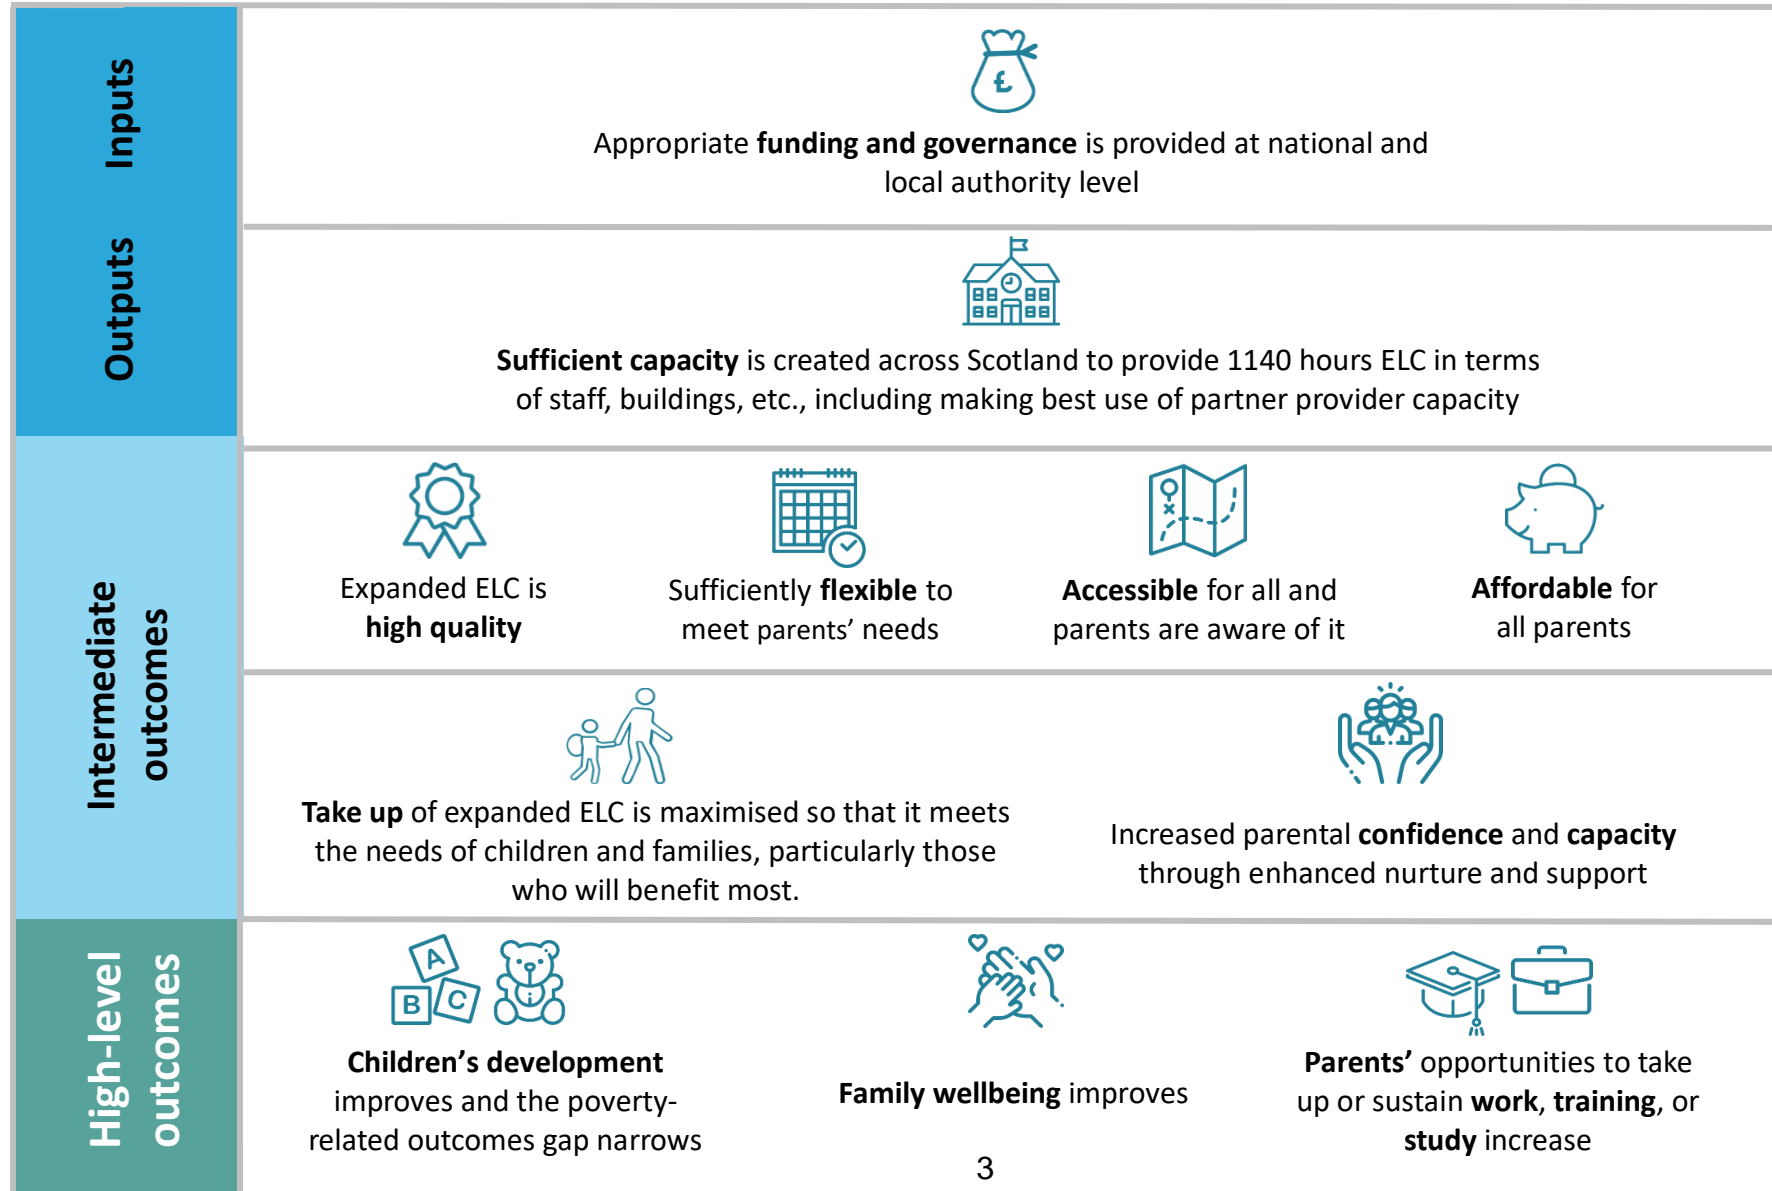 Inputs
£
Appropriate funding and governance is provided at national and
local authority level
Outputs
Sufficient capacity is created across Scotland to provide 1140 hours ELC in terms
of staff, buildings, etc., including making best use of partner provider capacity
Intermediate
outcomes
Expanded ELC is
high quality
Sufficiently flexible to
meet parents’ needs
Accessible for all and
parents are aware of it
Affordable for
all parents
Take up of expanded ELC is maximised so that it meets
the needs of children and families, particularly those
who will benefit most.
Increased parental confidence and capacity
through enhanced nurture and support
High-level
outcomes
A
B C
Children’s development
improves and the poverty-
related outcomes gap narrows
Family wellbeing improves
Parents’ opportunities to take
up or sustain work, training, or
study increase
3